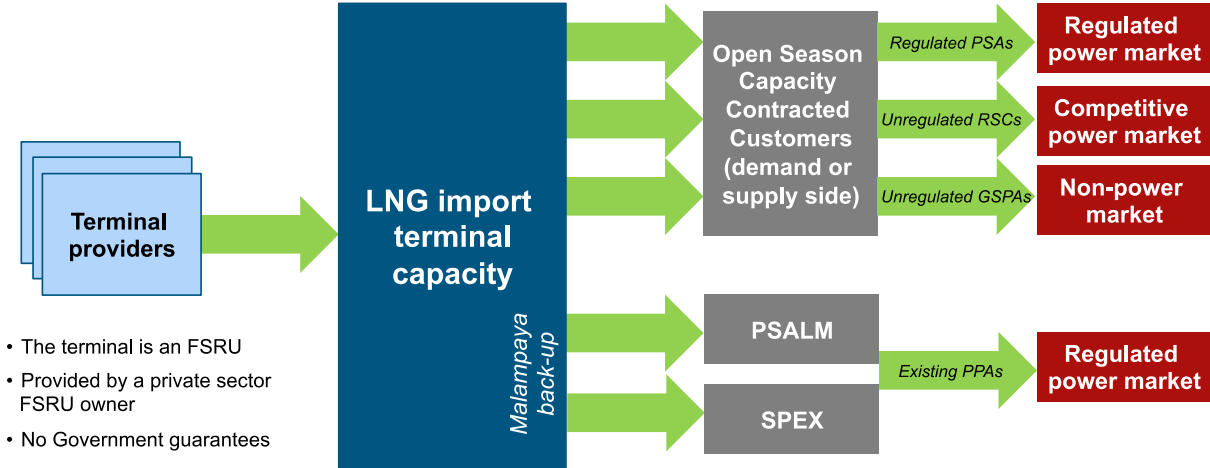 Terminal
providers
• The terminal is an FSRU
• Provided by a private sector
FSRU owner
• No Government guarantees
LNG import
terminal
capacity
Malampaya
back-up
Open Season
Capacity
Contracted
Customers
(demand or
supply side)
PSALM
SPEX
Regulated PSAs
Unregulated RSCs
Unregulated GSPAs
Existing PPAs
Regulated
power market
Competitive
power market
Non-power
market
Regulated
power market